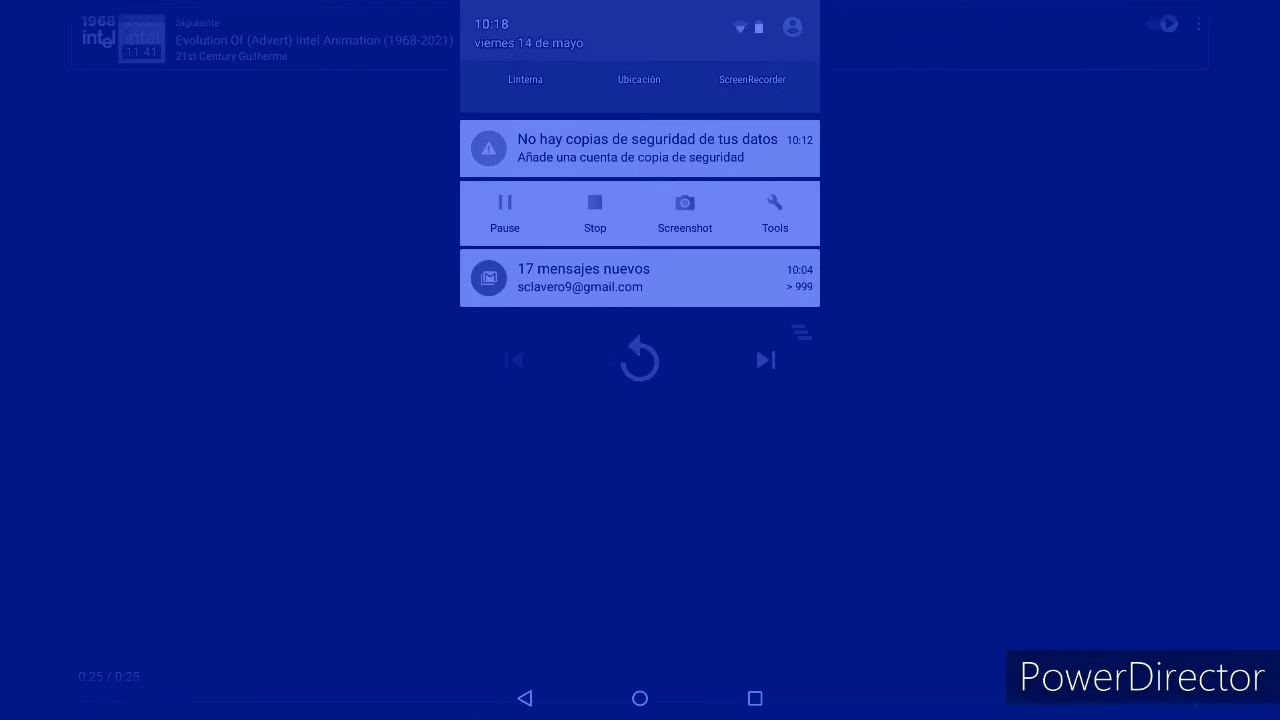 1968
intel
intel
11:41
Siguiente
Evolution Of (Advert) Intel Animation (1968-2021)
21st Century Guilherme
10:18
viernes 14 de mayo
Linterna
Ubicación
ScreenRecorder
No hay copias de seguridad de tus datos 10:12
Añade una cuenta de copia de seguridad
Pause
Stop
Screenshot
Tools
17 mensajes nuevos 10:04
sclavero9@gmail.com > 999
0:25 / 0:25
PowerDirector